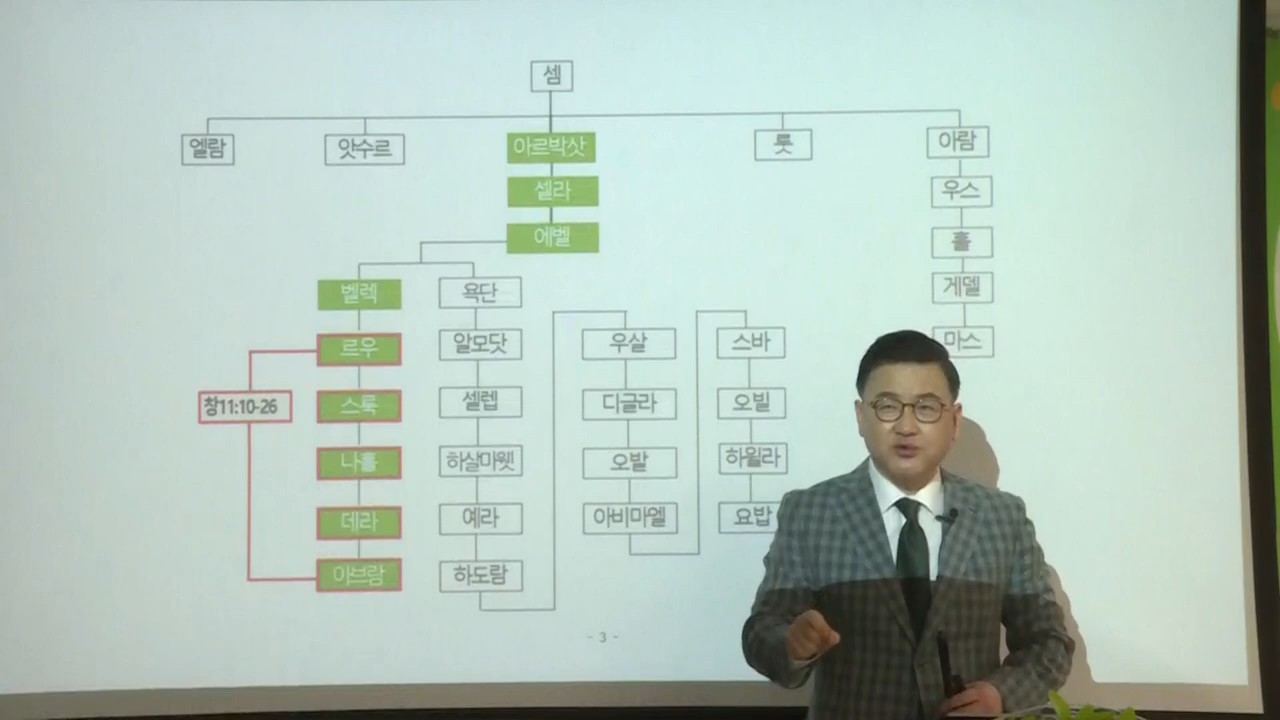 셈
엘람
앗수르
아르박삿
룻
아람
셀라
우스
에벨
훌
벨렉
욕단
게델
르우
알모닷
우살
스바
마스
창11:10-26
스룩
셀렙
디글라
오빌
나홀
하살마웻
오발
하윌라
데라
예라
아비마엘
요밥
아브람
하도람
- 3 -